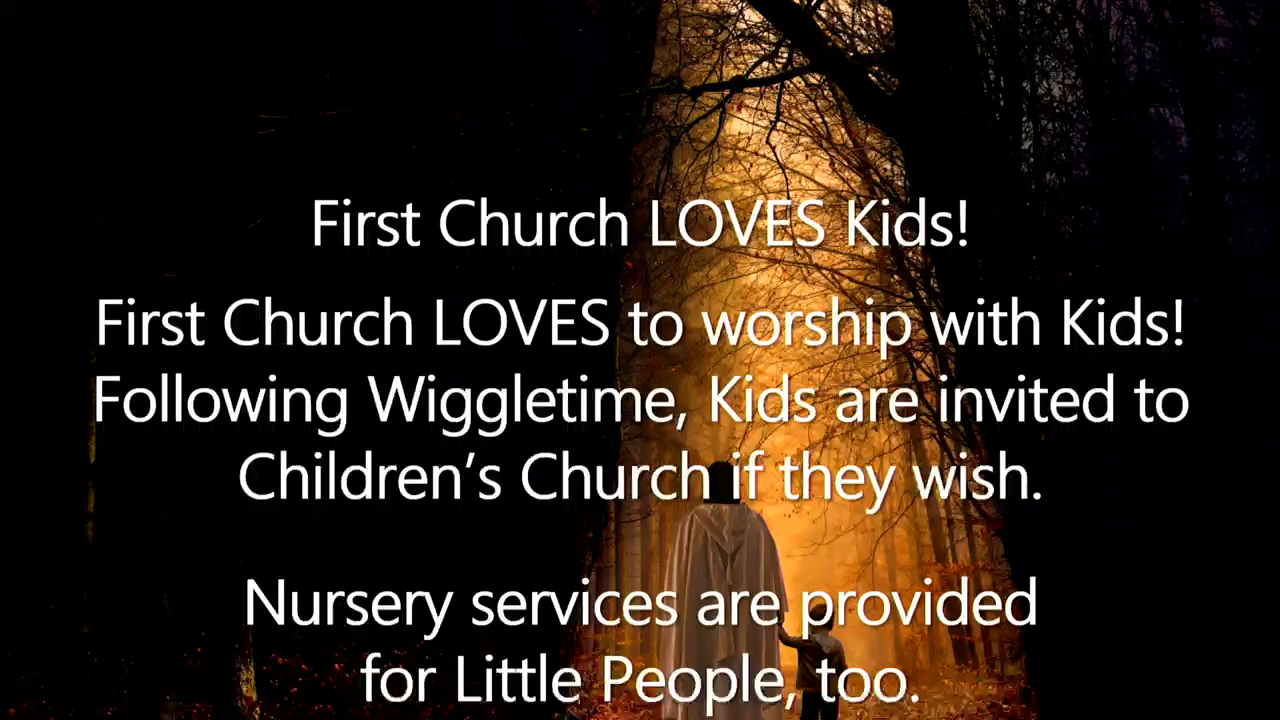 First Church LOVES Kids!
First Church LOVES to worship with Kids!
Following Wiggletime, Kids are invited to
Children’s Church if they wish.
Nursery services are provided
for Little People, too.